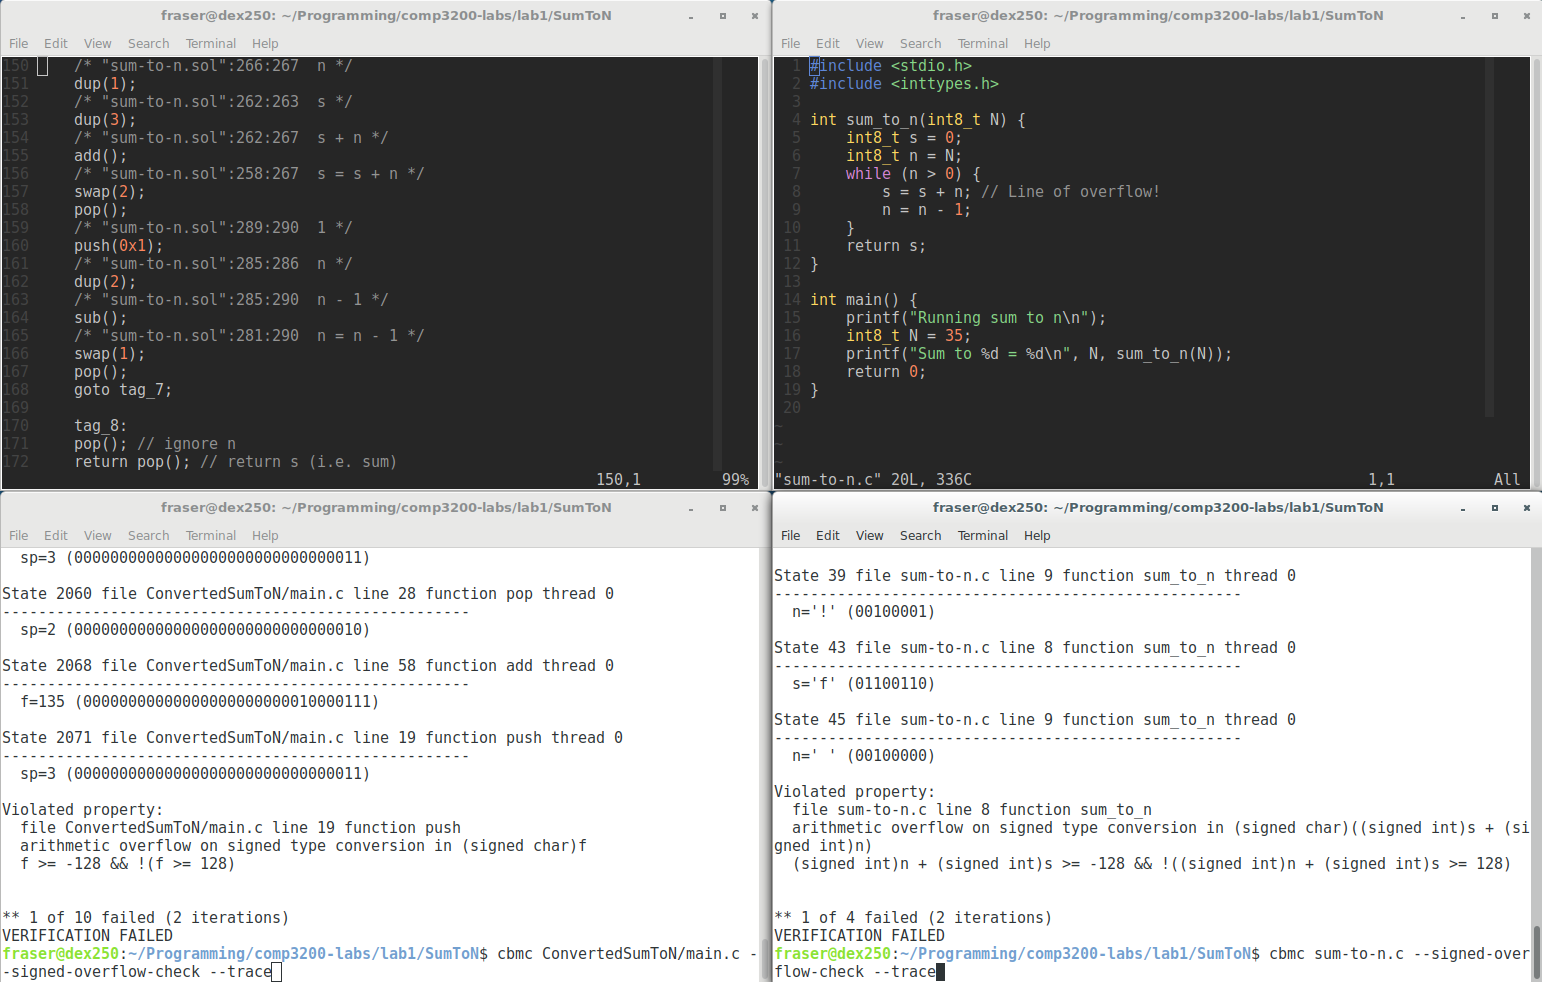 fraser@dex250: ~/Programming/comp3200-labs/lab1/SumToN
File Edit View Search Terminal Help
150     /* "sum-to-n.sol":266:267  n */
151     dup(1);
152     /* "sum-to-n.sol":262:263  s */
153     dup(3);
154     /* "sum-to-n.sol":262:267  s + n */
155     add();
156     /* "sum-to-n.sol":258:267  s = s + n */
157     swap(2);
158     pop();
159     /* "sum-to-n.sol":289:290  1 */
160     push(0x1);
161     /* "sum-to-n.sol":285:286  n */
162     dup(2);
163     /* "sum-to-n.sol":285:290  n - 1 */
164     sub();
165     /* "sum-to-n.sol":281:290  n = n - 1 */
166     swap(1);
167     pop();
168     goto tag_7;
169
170     tag_8:
171     pop(); // ignore n
172     return pop(); // return s (i.e. sum)
150,1         99%
fraser@dex250: ~/Programming/comp3200-labs/lab1/SumToN
File Edit View Search Terminal Help
1 #include <stdio.h>
2 #include <inttypes.h>
3
4 int sum_to_n(int8_t N) {
5     int8_t s = 0;
6     int8_t n = N;
7     while (n > 0) {
8         s = s + n; // Line of overflow!
9         n = n - 1;
10     }
11     return s;
12 }
13
14 int main() {
15     printf("Running sum to n\n");
16     int8_t N = 35;
17     printf("Sum to %d = %d\n", N, sum_to_n(N));
18     return 0;
19 }
20
~
~
~
"sum-to-n.c" 20L, 336C          1,1           All
fraser@dex250: ~/Programming/comp3200-labs/lab1/SumToN
File Edit View Search Terminal Help
  sp=3 (00000000000000000000000000000011)

State 2060 file ConvertedSumToN/main.c line 28 function pop thread 0
----------------------------------------------------
  sp=2 (00000000000000000000000000000010)

State 2068 file ConvertedSumToN/main.c line 58 function add thread 0
----------------------------------------------------
  f=135 (00000000000000000000000010000111)

State 2071 file ConvertedSumToN/main.c line 19 function push thread 0
----------------------------------------------------
  sp=3 (00000000000000000000000000000011)

Violated property:
  file ConvertedSumToN/main.c line 19 function push
  arithmetic overflow on signed type conversion in (signed char)f
  f >= -128 && !(f >= 128)

** 1 of 10 failed (2 iterations)
VERIFICATION FAILED
fraser@dex250:~/Programming/comp3200-labs/lab1/SumToN$ cbmc ConvertedSumToN/main.c -
-signed-overflow-check --trace
fraser@dex250: ~/Programming/comp3200-labs/lab1/SumToN
File Edit View Search Terminal Help
State 39 file sum-to-n.c line 9 function sum_to_n thread 0
----------------------------------------------------
  n='!' (00100001)

State 43 file sum-to-n.c line 8 function sum_to_n thread 0
----------------------------------------------------
  s='f' (01100110)

State 45 file sum-to-n.c line 9 function sum_to_n thread 0
----------------------------------------------------
  n=' ' (00100000)

Violated property:
  file sum-to-n.c line 8 function sum_to_n
  arithmetic overflow on signed type conversion in (signed char)((signed int)s + (si
gned int)n)
  (signed int)n + (signed int)s >= -128 && !((signed int)n + (signed int)s >= 128)

** 1 of 4 failed (2 iterations)
VERIFICATION FAILED
fraser@dex250:~/Programming/comp3200-labs/lab1/SumToN$ cbmc sum-to-n.c --signed-over
flow-check --trace